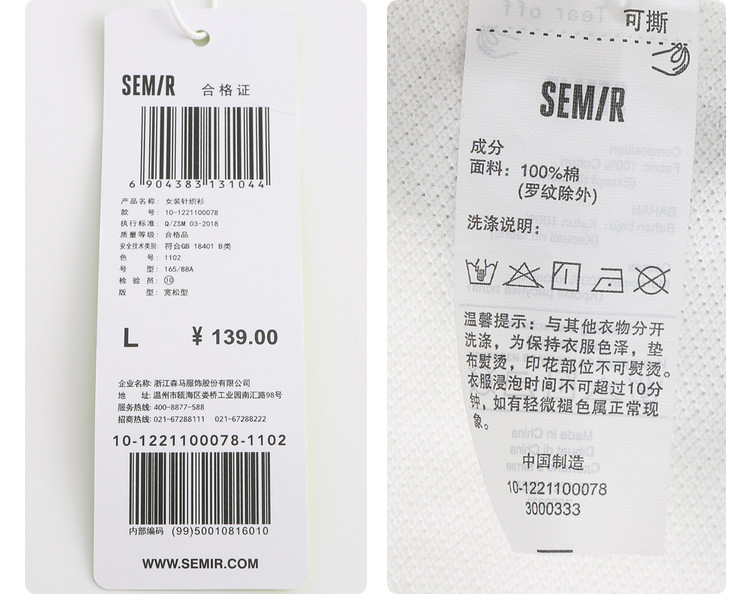 SEMIR 合格证
6 904383 131044
产品名称: 女装针织衫
款 号: 10-1221100078
执行标准: Q/ZSM 03-2018
质量等级: 合格品
安全技术类别: 符合GB 18401 B类
色 号: 1102
号 型: 165/88A
检 验 员: ⑩
版 型: 宽松型
L ¥ 139.00
企业名称: 浙江森马服饰股份有限公司
地 址: 温州市瓯海区娄桥工业园南汇路98号
服务热线: 400-8877-588
招商热线: 021-67288111 021-67288222
10-1221100078-1102
内部编码 (99)50010816010
WWW.SEMIR.COM
Tear off
可撕
SEMIR
成分
面料: 100%棉
(罗纹除外)
洗涤说明:
温馨提示: 与其他衣物分开
洗涤, 为保持衣服色泽, 垫
布熨烫, 印花部位不可熨烫。
衣服浸泡时间不可超过10分
钟, 如有轻微褪色属正常现
象。
中国制造
10-1221100078
3000333